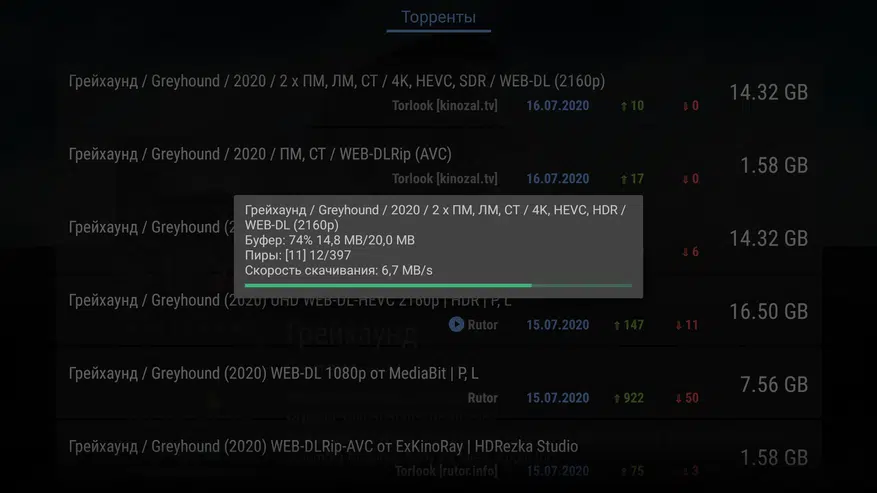 Торренты
Грейхаунд / Greyhound / 2020 / 2 x ПМ, ЛМ, СТ / 4K, HEVC, SDR / WEB-DL (2160p)
14.32 GB
Torlook [kinozal.tv] 16.07.2020 ⇑ 10 ⇓ 0
Грейхаунд / Greyhound / 2020 / ПМ, СТ / WEB-DLRip (AVC)
1.58 GB
Torlook [kinozal.tv] 16.07.2020 ⇑ 17 ⇓ 0
Грейхаунд / Greyhound / 2020 / 2 x ПМ, ЛМ, СТ / 4K, HEVC, HDR /
WEB-DL (2160p)
Буфер: 74% 14,8 MB/20,0 MB
Пиры: [11] 12/397
Скорость скачивания: 6,7 MB/s
Грейхаунд / Greyhound / 2
14.32 GB
⇓ 6
Грейхаунд / Greyhound (2020) UHD WEB-DL-HEVC 2160p | HDR | P, L
16.50 GB
Rutor 15.07.2020 ⇑ 147 ⇓ 11
Грейхаунд
Грейхаунд / Greyhound (2020) WEB-DL 1080p от MediaBit | P, L
7.56 GB
Rutor 15.07.2020 ⇑ 922 ⇓ 50
Грейхаунд / Greyhound (2020) WEB-DLRip-AVC от ExKinoRay | HDRezka Studio
1.58 GB
Torlook [rutor.info] 15.07.2020 ⇑ 75 ⇓ 3